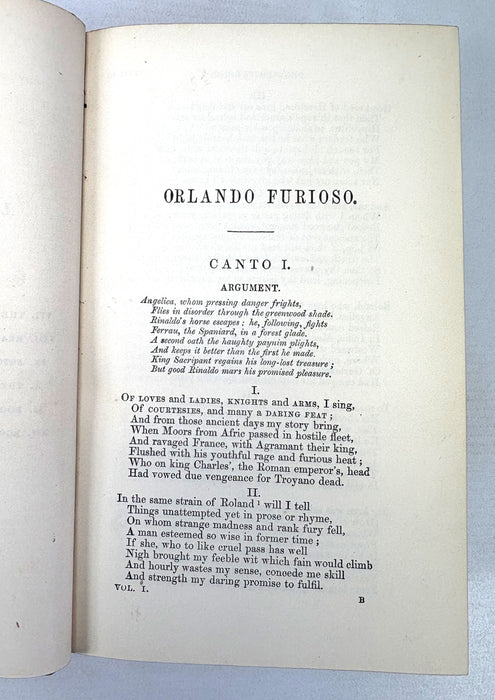 ORLANDO FURIOSO.
CANTO I.
ARGUMENT.
Angelica, whom pressing danger frights,
Flies in disorder through the greenwood shade.
Rinaldo's horse escapes: he, following, fights
Ferrau, the Spaniard, in a forest glade.
A second oath the haughty paynim plights,
And keeps it better than the first he made.
King Sacripant regains his long-lost treasure;
But good Rinaldo mars his promised pleasure.
I.
OF LOVES and LADIES, KNIGHTS and ARMS, I sing,
Of COURTESIES, and many a DARING FEAT;
And from those ancient days my story bring,
When Moors from Afric passed in hostile fleet,
And ravaged France, with Agramant their king,
Flushed with his youthful rage and furious heat;
Who on king Charles', the Roman emperor's, head
Had vowed due vengeance for Troyano dead.
II.
In the same strain of Roland¹ will I tell
Things unattempted yet in prose or rhyme,
On whom strange madness and rank fury fell,
A man esteemed so wise in former time;
If she, who to like cruel pass has well
Nigh brought my feeble wit which fain would climb
And hourly wastes my sense, concede me skill
And strength my daring promise to fulfil.
VOL. I.
B